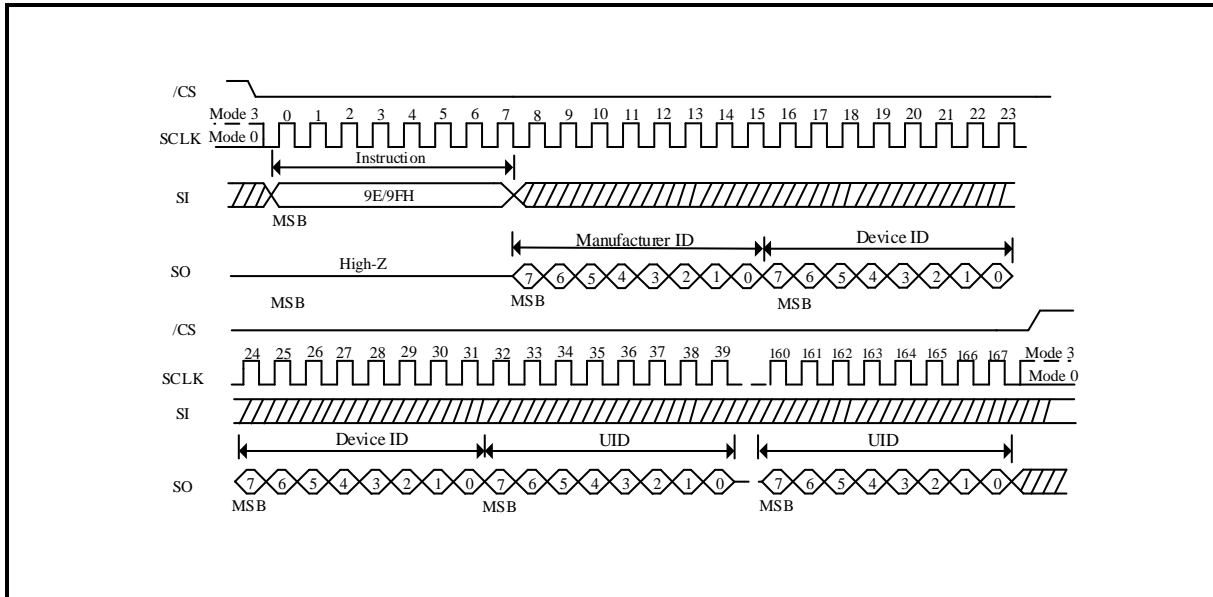 /CS
Mode 3 0 1 2 3 4 5 6 7 8 9 10 11 12 13 14 15 16 17 18 19 20 21 22 23
SCLK Mode 0
Instruction
SI 9E/9FH
MSB
Manufacturer ID Device ID
SO High-Z 7 6 5 4 3 2 1 0 7 6 5 4 3 2 1 0
MSB MSB MSB
/CS
24 25 26 27 28 29 30 31 32 33 34 35 36 37 38 39 160 161 162 163 164 165 166 167 Mode 3
SCLK Mode 0
SI
Device ID UID UID
SO 7 6 5 4 3 2 1 0 7 6 5 4 3 2 1 0 7 6 5 4 3 2 1 0
MSB MSB MSB